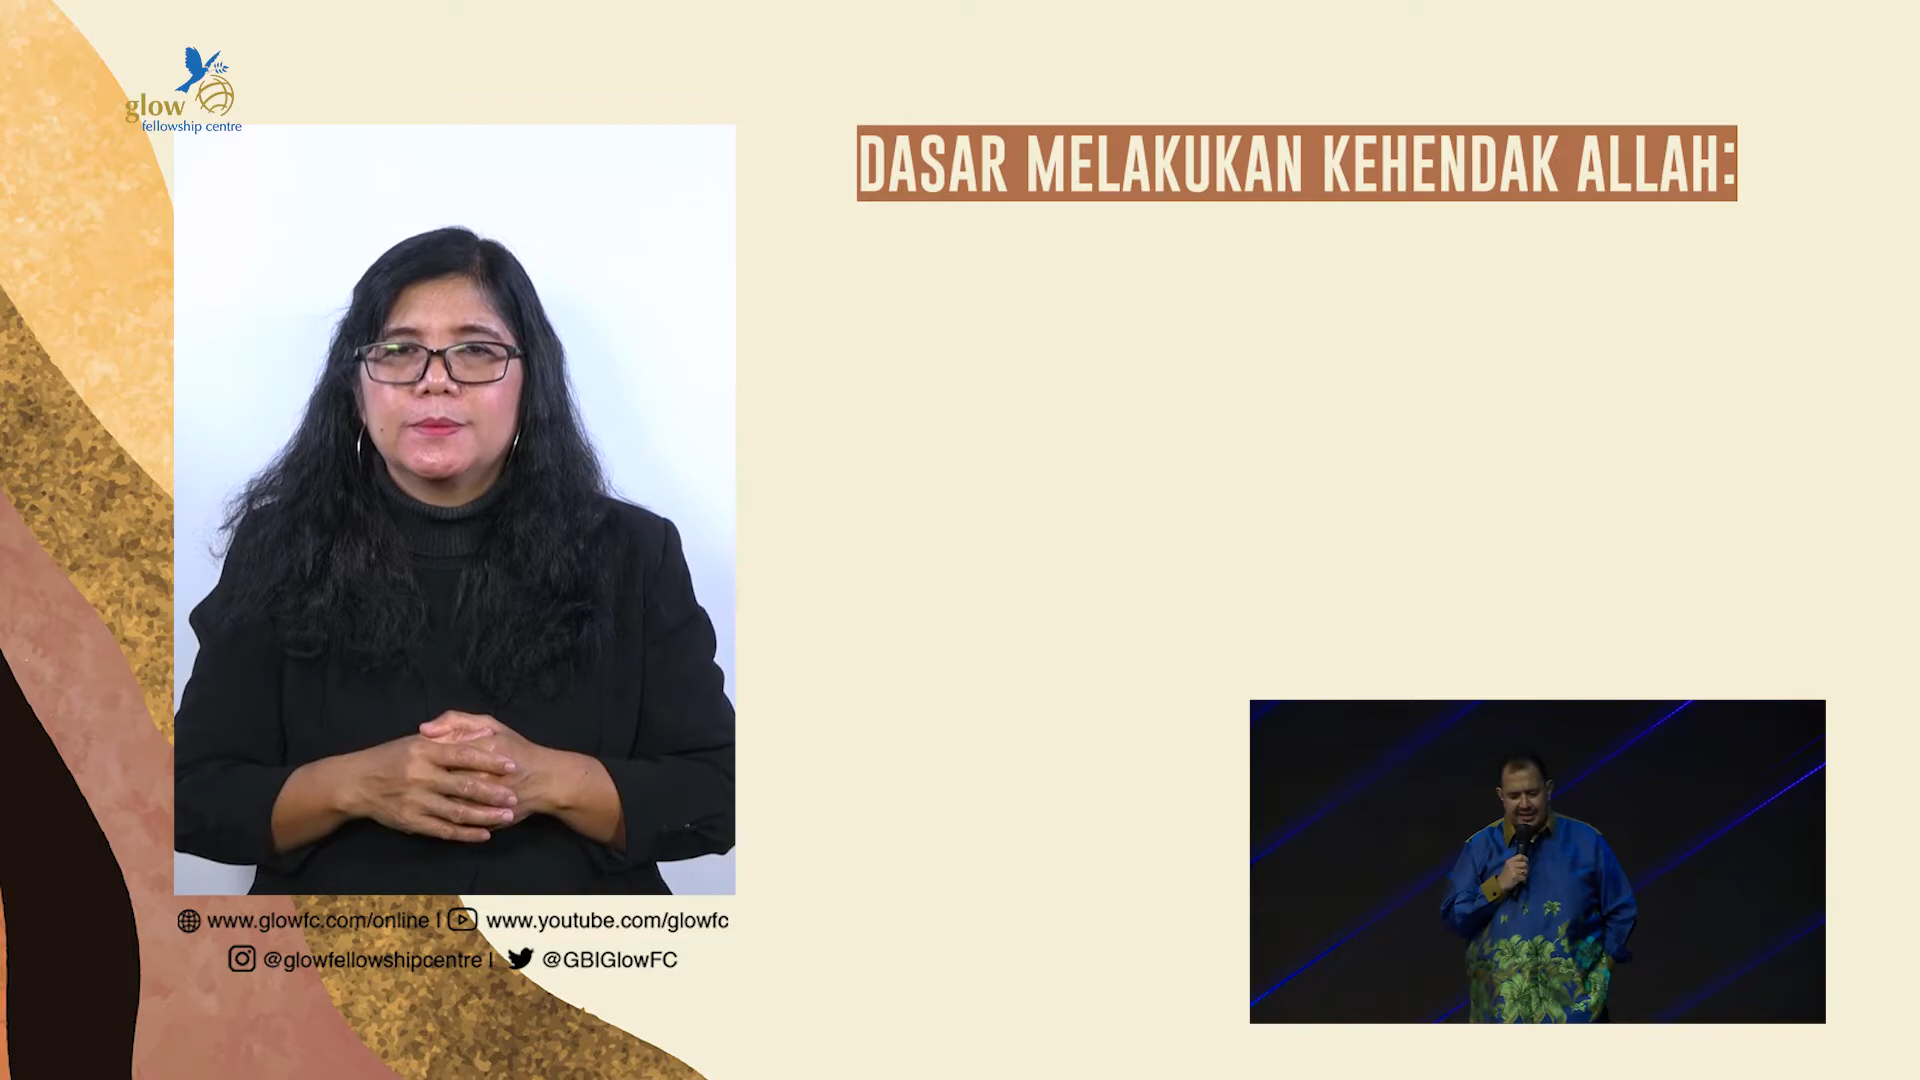 glow
fellowship centre
DASAR MELAKUKAN KEHENDAK ALLAH:
www.glowfc.com/online | www.youtube.com/glowfc
@glowfellowshipcentre | @GBIGlowFC